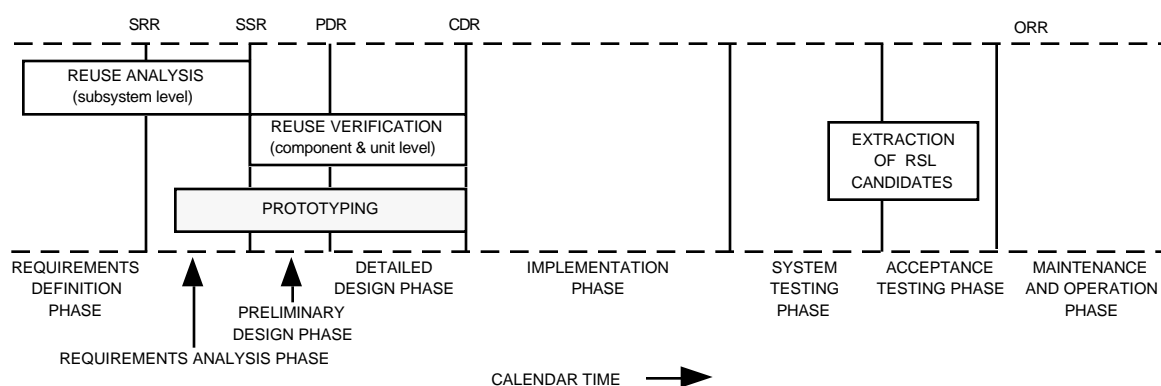 SRR
SSR
PDR
CDR
ORR
REUSE ANALYSIS
(subsystem level)
REUSE VERIFICATION
(component & unit level)
EXTRACTION
OF RSL
CANDIDATES
PROTOTYPING
REQUIREMENTS
DEFINITION
PHASE
DETAILED
DESIGN PHASE
IMPLEMENTATION
PHASE
SYSTEM
TESTING
PHASE
ACCEPTANCE
TESTING PHASE
MAINTENANCE
AND OPERATION
PHASE
PRELIMINARY
DESIGN PHASE
REQUIREMENTS ANALYSIS PHASE
CALENDAR TIME